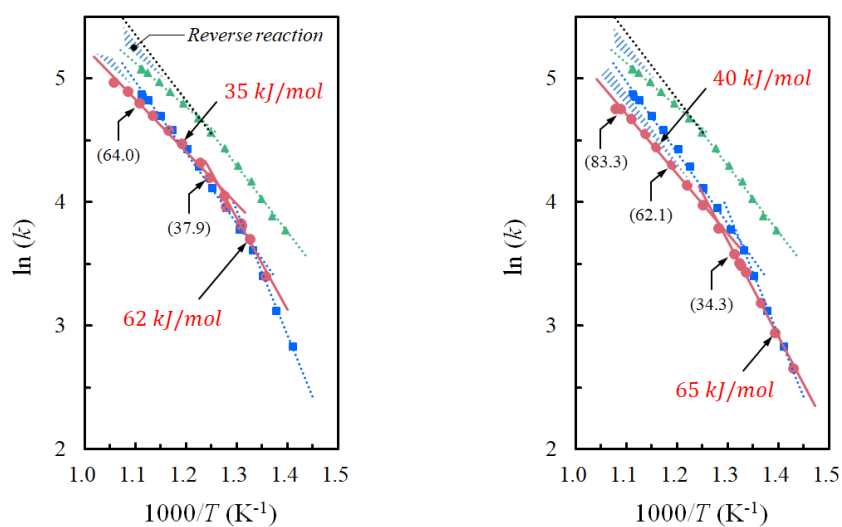 Reverse reaction
35 kJ/mol
(64.0)
(37.9)
62 kJ/mol
ln (k)
5
4
3
2
1.0 1.1 1.2 1.3 1.4 1.5
1000/T (K⁻¹)
40 kJ/mol
(83.3)
(62.1)
(34.3)
65 kJ/mol
ln (k)
5
4
3
2
1.0 1.1 1.2 1.3 1.4 1.5
1000/T (K⁻¹)